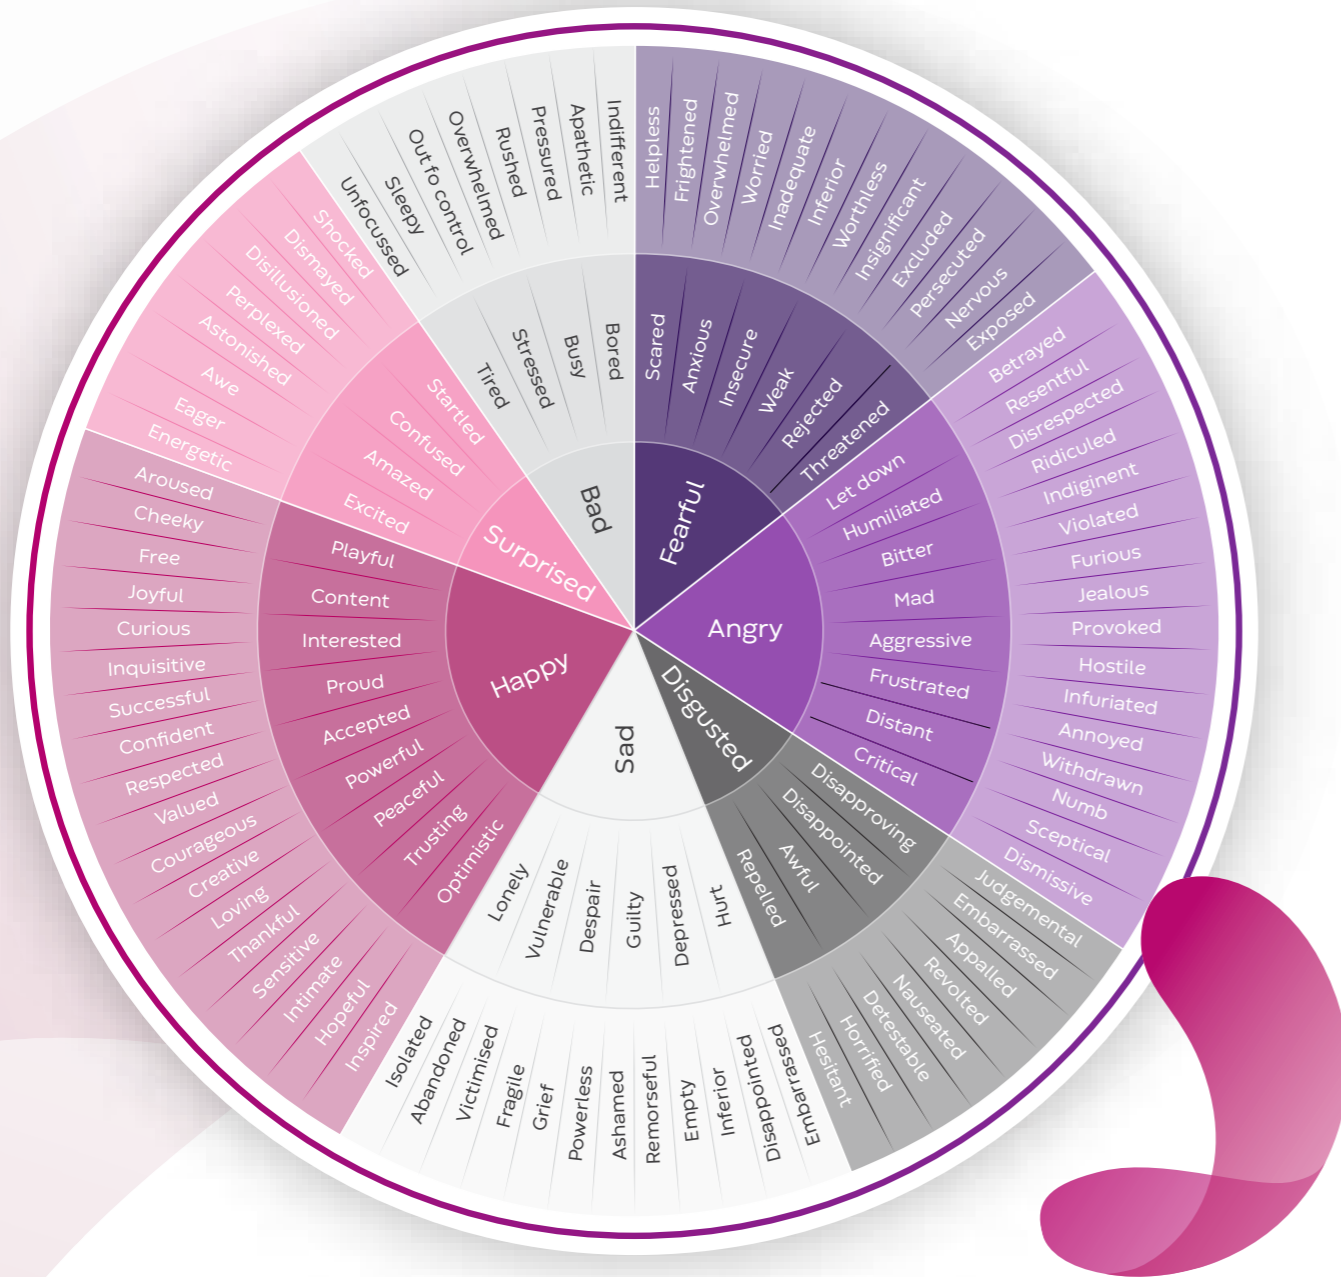 Fearful
Angry
Disgusted
Sad
Happy
Surprised
Bad
Scared
Anxious
Insecure
Weak
Rejected
Threatened
Let down
Humiliated
Bitter
Mad
Aggressive
Frustrated
Distant
Critical
Disapproving
Disappointed
Awful
Repelled
Hurt
Depressed
Guilty
Despair
Vulnerable
Lonely
Optimistic
Trusting
Peaceful
Powerful
Accepted
Proud
Interested
Content
Playful
Excited
Amazed
Confused
Startled
Tired
Stressed
Busy
Bored
Helpless
Frightened
Overwhelmed
Worried
Inadequate
Inferior
Worthless
Insignificant
Excluded
Persecuted
Nervous
Exposed
Betrayed
Resentful
Disrespected
Ridiculed
Indiginent
Violated
Furious
Jealous
Provoked
Hostile
Infuriated
Annoyed
Withdrawn
Numb
Sceptical
Dismissive
Judgemental
Embarrassed
Appalled
Revolted
Nauseated
Detestable
Horrified
Hesitant
Embarrassed
Disappointed
Inferior
Empty
Remorseful
Ashamed
Powerless
Grief
Fragile
Victimised
Abandoned
Isolated
Inspired
Hopeful
Intimate
Sensitive
Thankful
Loving
Creative
Courageous
Valued
Respected
Confident
Successful
Inquisitive
Curious
Joyful
Free
Cheeky
Aroused
Energetic
Eager
Awe
Astonished
Perplexed
Disillusioned
Dismayed
Shocked
Unfocussed
Sleepy
Out fo control
Overwhelmed
Rushed
Pressured
Apathetic
Indifferent